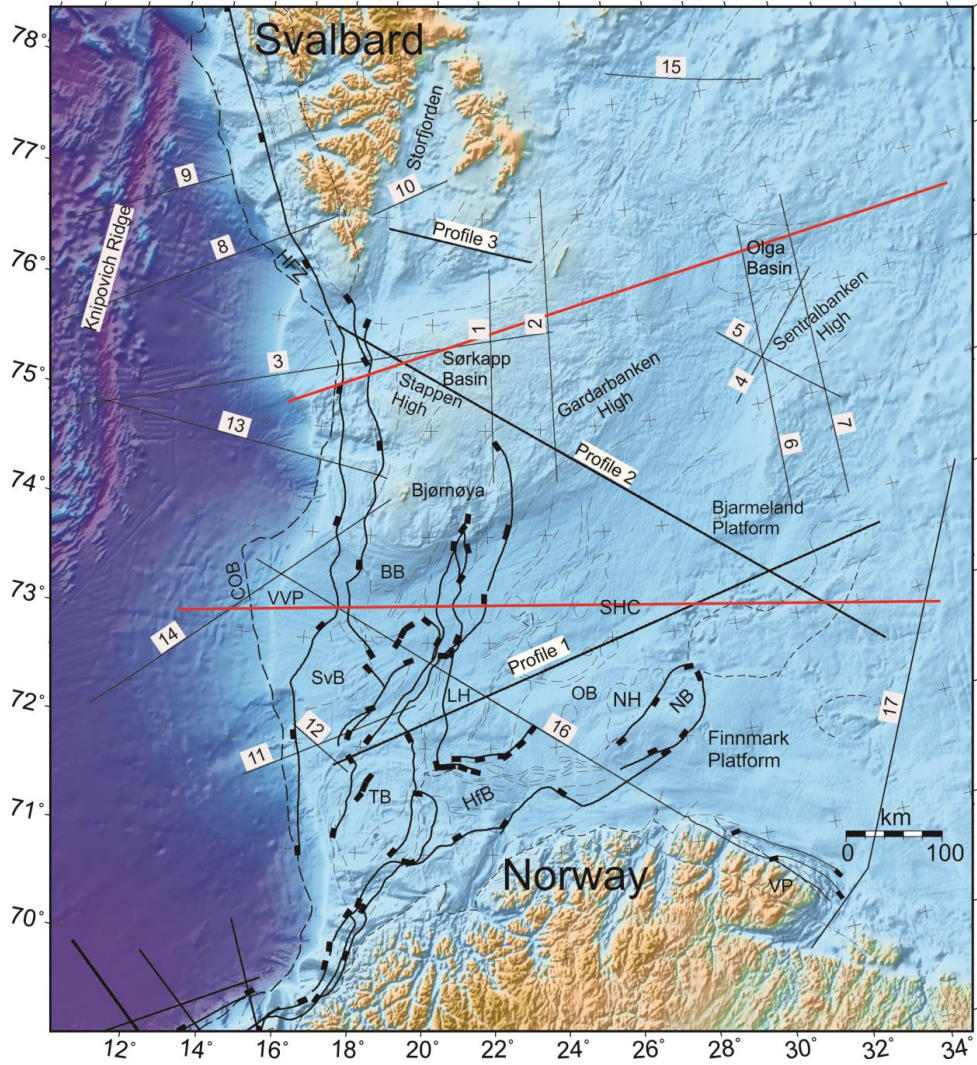 78°
77°
76°
75°
74°
73°
72°
71°
70°
Svalbard
15
Storfjorden
9
10
Knipovich Ridge
8
Profile 3
HFZ
Olga
Basin
Sentralbanken
High
1
2
5
3
Sørkapp
Basin
Stappen
High
Gardarbanken
High
4
13
6
7
Profile 2
Bjørnøya
Bjarmeland
Platform
COB
BB
VVP
SHC
14
Profile 1
SvB
LH
OB
NH
NB
17
12
16
11
Finnmark
Platform
TB
HfB
km
0
100
Norway
VP
12°
16°
18°
20°
22°
24°
26°
28°
30°
32°
34°